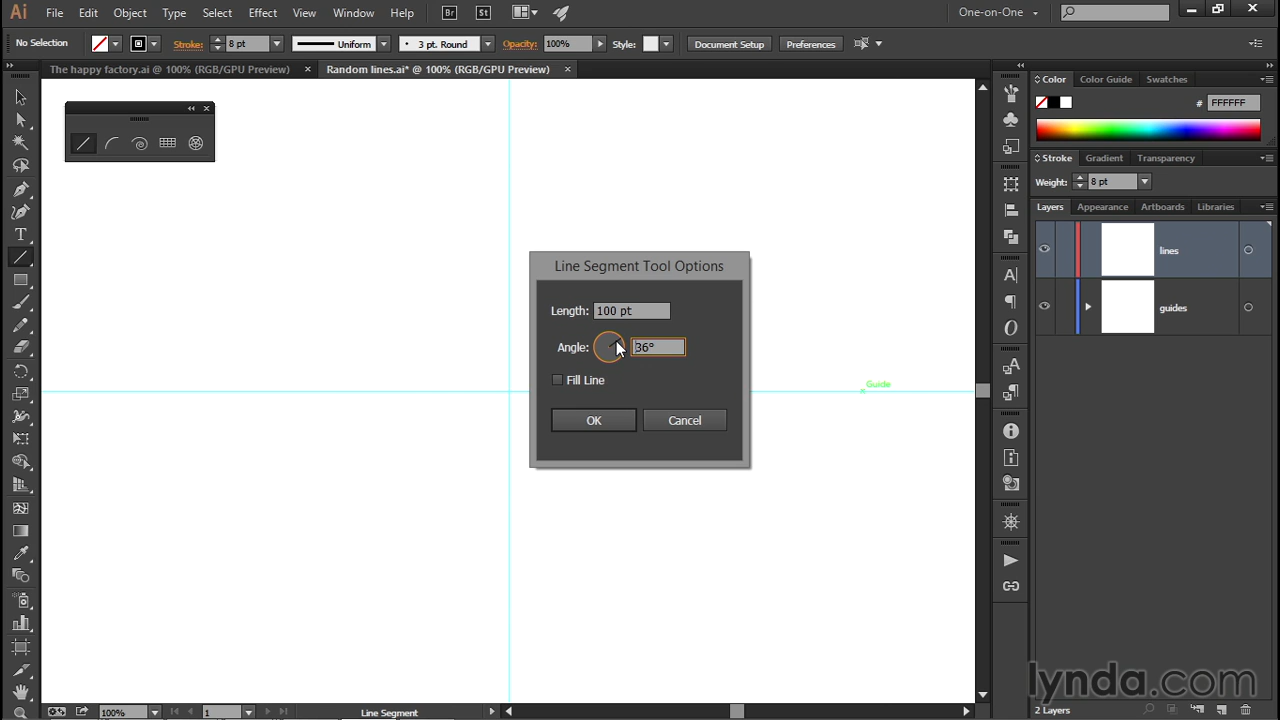 Ai File Edit Object Type Select Effect View Window Help Br St One-on-One
No Selection Stroke: 8 pt Uniform 3 pt. Round Opacity: 100% Style: Document Setup Preferences
The happy factory.ai @ 100% (RGB/GPU Preview) × Random lines.ai* @ 100% (RGB/GPU Preview) ×
Color Color Guide Swatches
# FFFFFF
Stroke Gradient Transparency
Weight: 8 pt
Layers Appearance Artboards Libraries
lines
guides
Line Segment Tool Options
Length: 100 pt
Angle: 36°
Fill Line
OK Cancel
Guide
lynda.com
100% 1 Line Segment 2 Layers